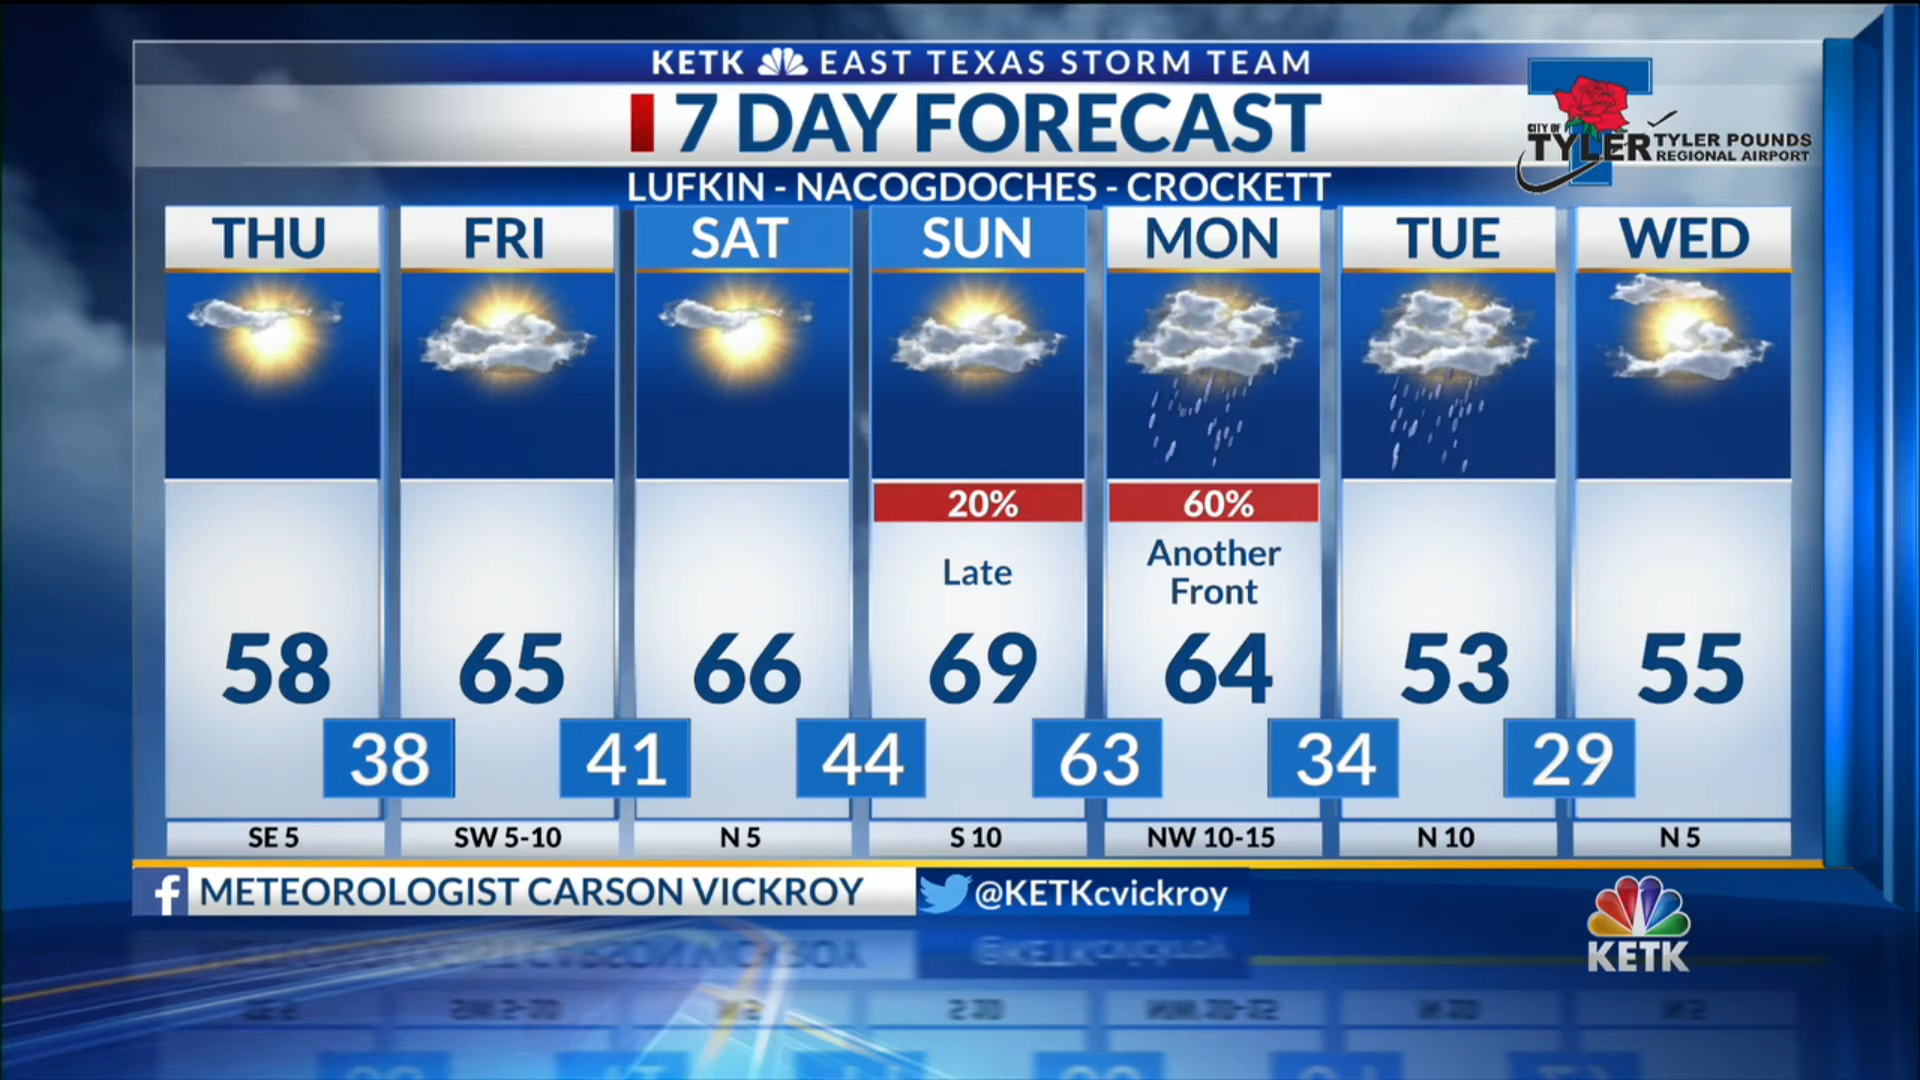 KETK EAST TEXAS STORM TEAM
7 DAY FORECAST
CITY OF
TYLER
TYLER POUNDS
REGIONAL AIRPORT
LUFKIN - NACOGDOCHES - CROCKETT
THU FRI SAT SUN MON TUE WED
20% 60%
Late
Another
Front
58 65 66 69 64 53 55
38 41 44 63 34 29
SE 5 SW 5-10 N 5 S 10 NW 10-15 N 10 N 5
f METEOROLOGIST CARSON VICKROY @KETKcvickroy
KETK